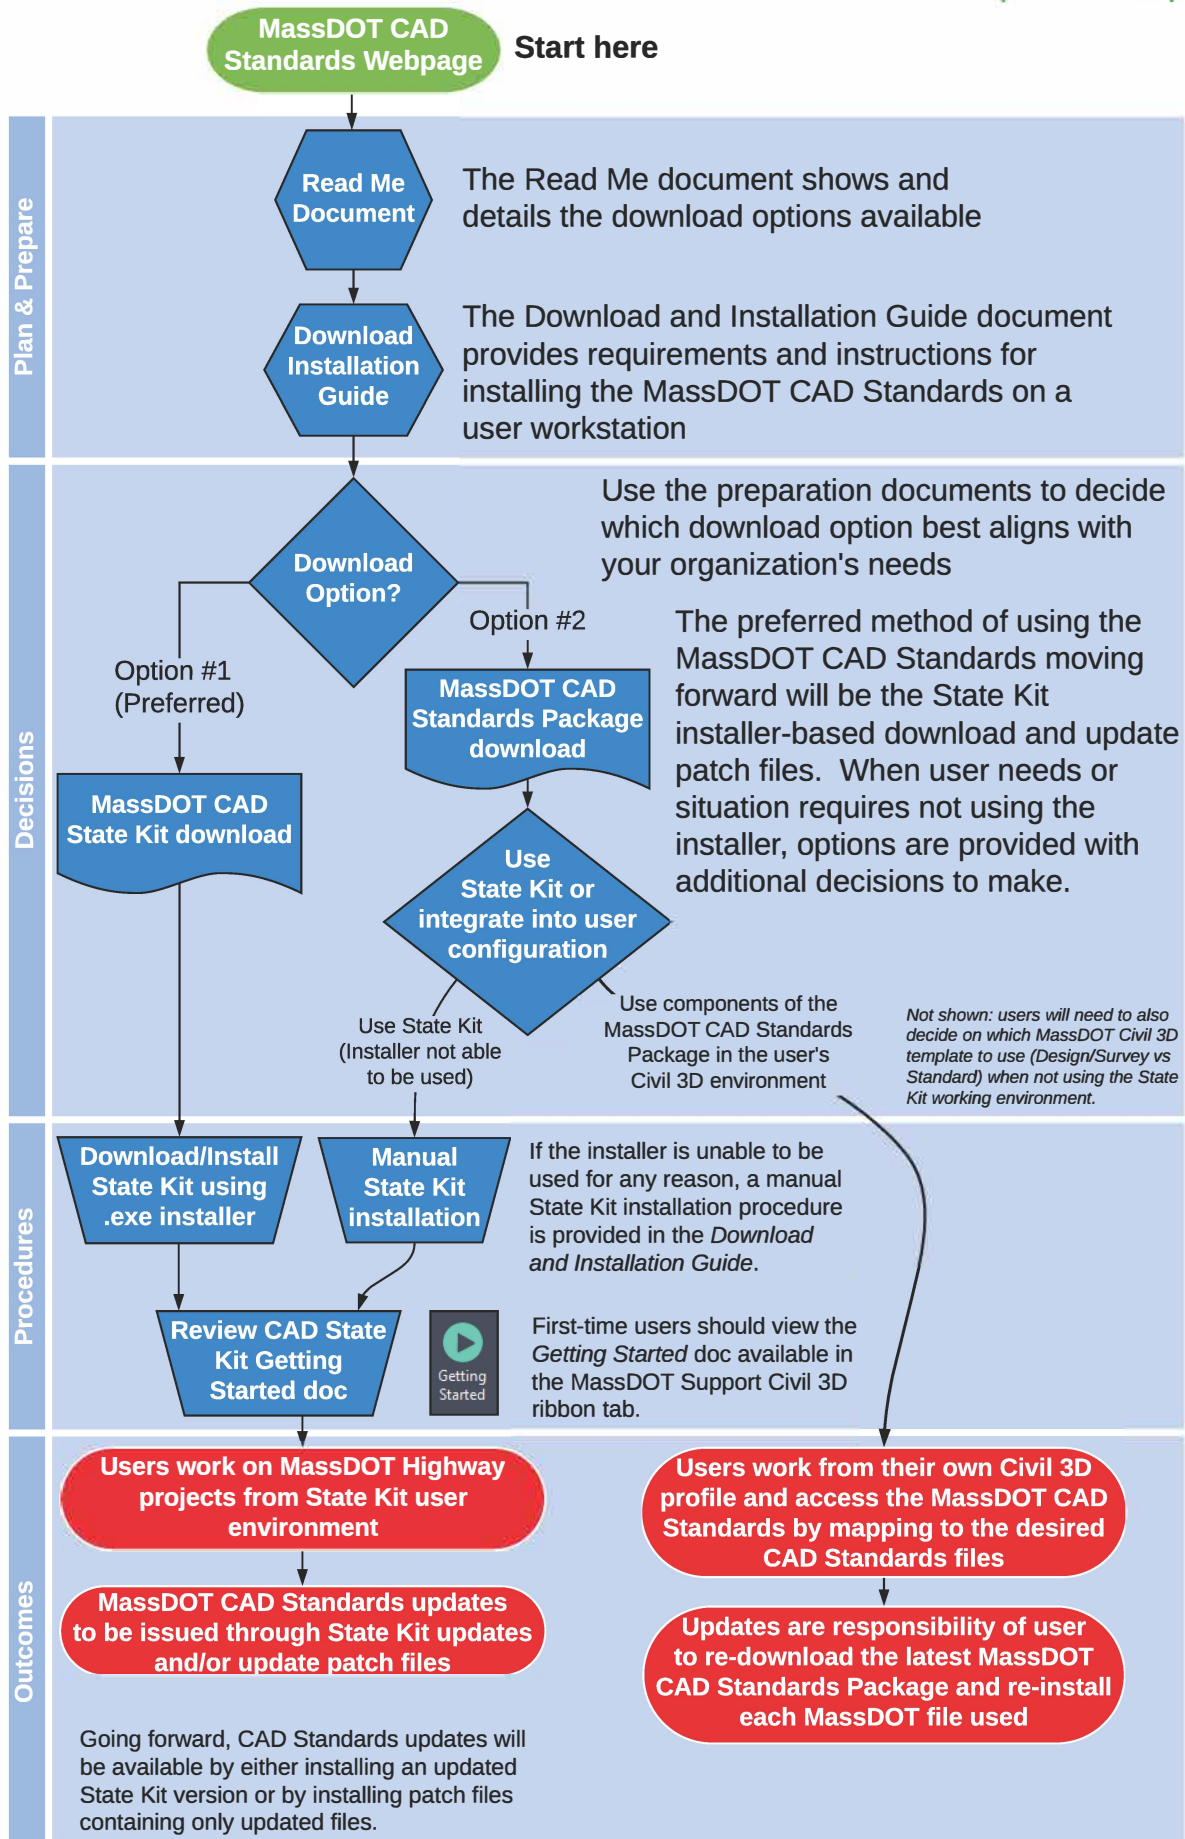 MassDOT CAD
Standards Webpage
Start here
Plan & Prepare
Read Me
Document
The Read Me document shows and
details the download options available
Download
Installation
Guide
The Download and Installation Guide document
provides requirements and instructions for
installing the MassDOT CAD Standards on a
user workstation
Decisions
Download
Option?
Use the preparation documents to decide
which download option best aligns with
your organization's needs
Option #1
(Preferred)
Option #2
The preferred method of using the
MassDOT CAD Standards moving
forward will be the State Kit
installer-based download and update
patch files.  When user needs or
situation requires not using the
installer, options are provided with
additional decisions to make.
MassDOT CAD
Standards Package
download
MassDOT CAD
State Kit download
Use
State Kit or
integrate into user
configuration
Use State Kit
(Installer not able
to be used)
Use components of the
MassDOT CAD Standards
Package in the user's
Civil 3D environment
Not shown: users will need to also
decide on which MassDOT Civil 3D
template to use (Design/Survey vs
Standard) when not using the State
Kit working environment.
Procedures
Download/Install
State Kit using
.exe installer
Manual
State Kit
installation
If the installer is unable to be
used for any reason, a manual
State Kit installation procedure
is provided in the Download
and Installation Guide.
Review CAD State
Kit Getting
Started doc
Getting
Started
First-time users should view the
Getting Started doc available in
the MassDOT Support Civil 3D
ribbon tab.
Outcomes
Users work on MassDOT Highway
projects from State Kit user
environment
Users work from their own Civil 3D
profile and access the MassDOT CAD
Standards by mapping to the desired
CAD Standards files
MassDOT CAD Standards updates
to be issued through State Kit updates
and/or update patch files
Updates are responsibility of user
to re-download the latest MassDOT
CAD Standards Package and re-install
each MassDOT file used
Going forward, CAD Standards updates will
be available by either installing an updated
State Kit version or by installing patch files
containing only updated files.